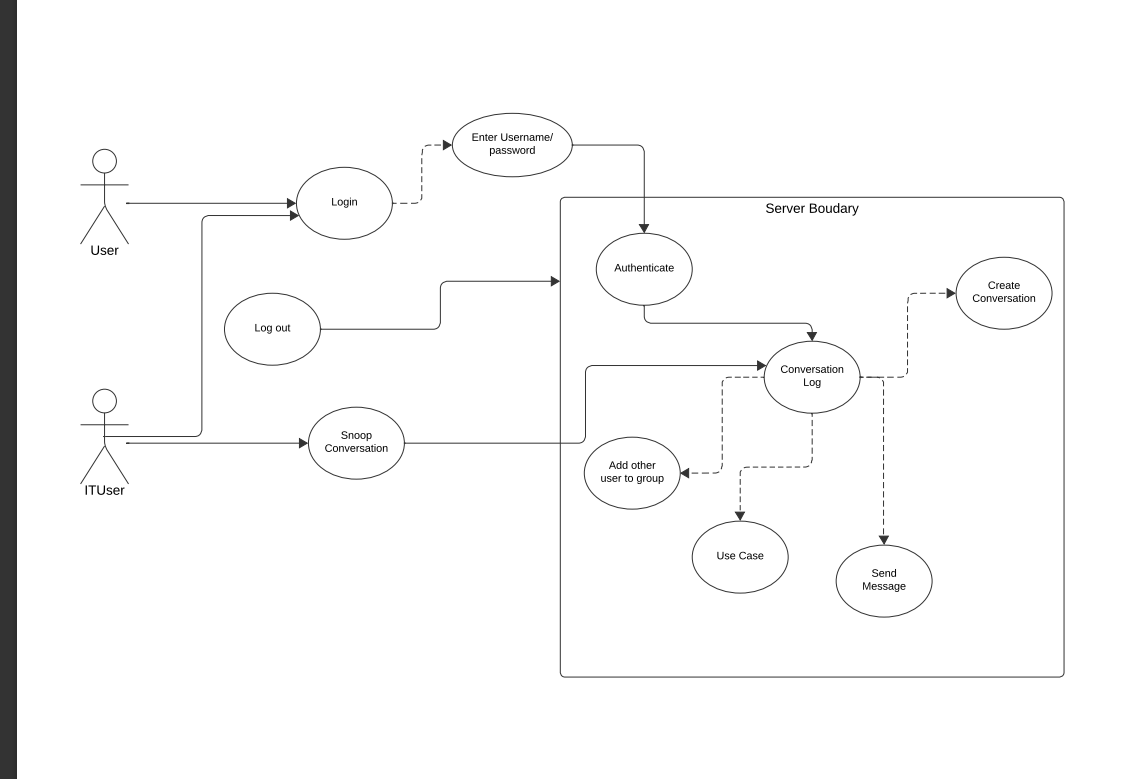 Enter Username/
password
Login
User
Server Boudary
Authenticate
Create
Conversation
Log out
Conversation
Log
Snoop
Conversation
ITUser
Add other
user to group
Use Case
Send
Message